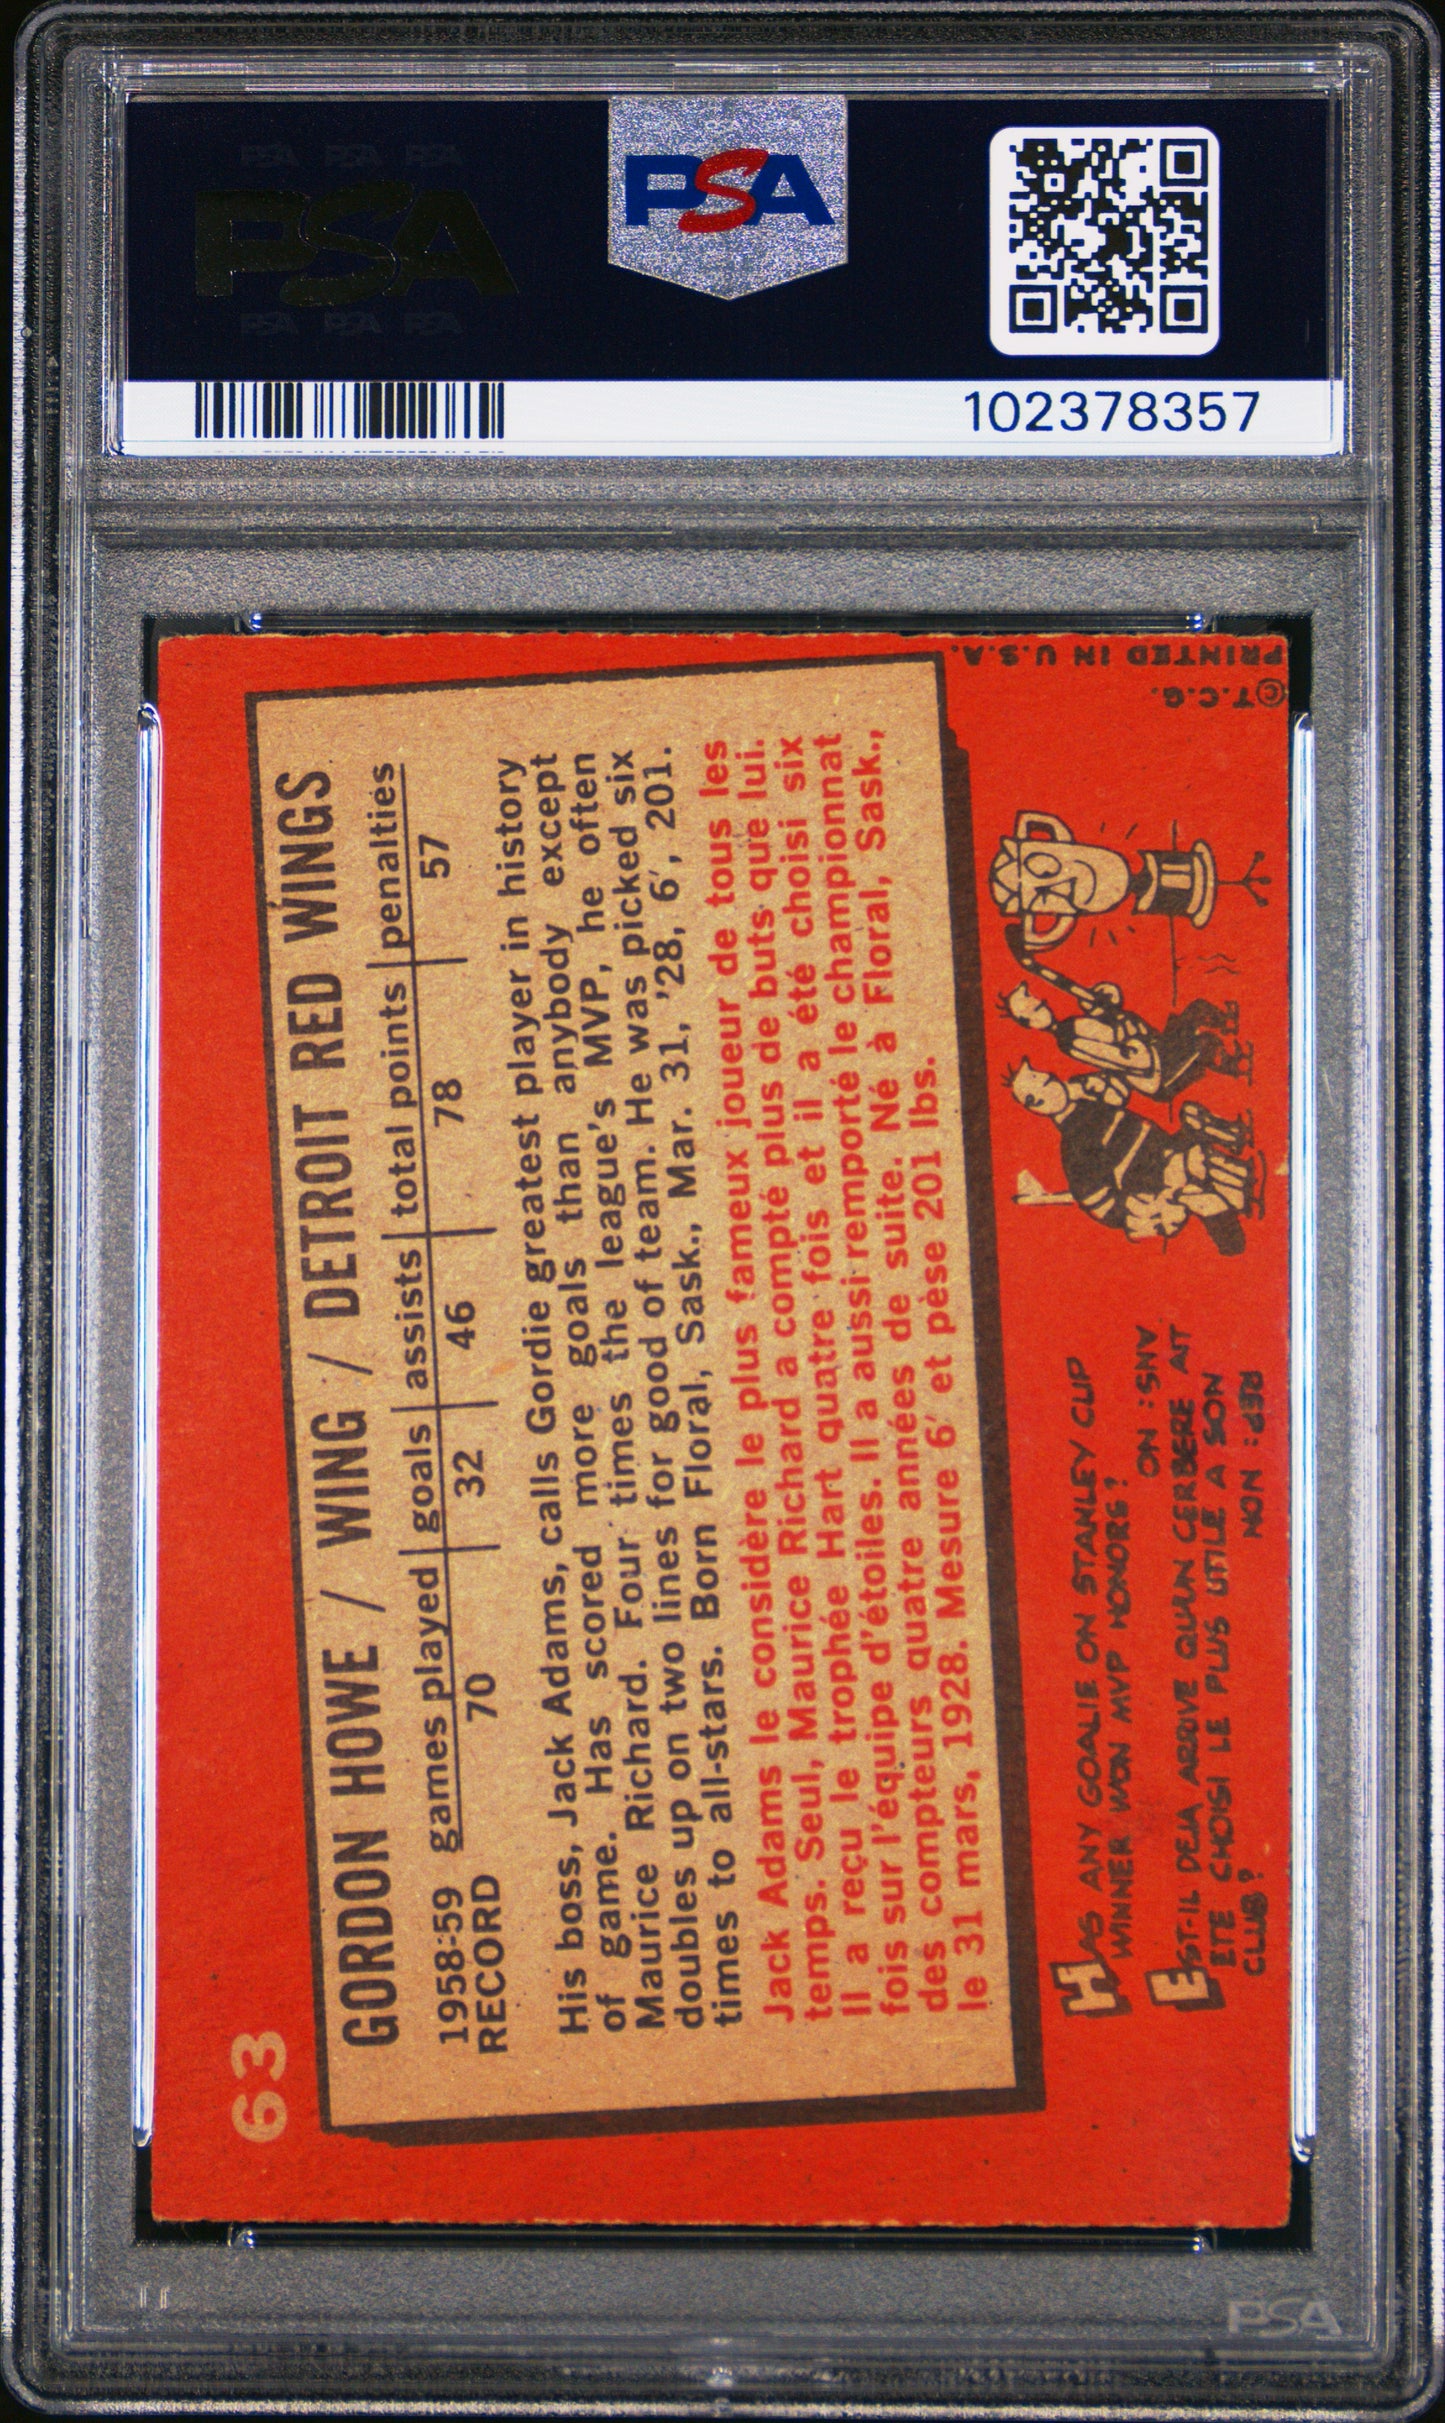 PSA PSA PSA
PSA
PSA PSA PSA
PSA
102378357
63
GORDON HOWE / WING / DETROIT RED WINGS
1958-59 RECORD
games played goals assists total points penalties
70 32 46 78 57
His boss, Jack Adams, calls Gordie greatest player in history
of game. Has scored more goals than anybody except
Maurice Richard. Four times the league's MVP, he often
doubles up on two lines for good of team. He was picked six
times to all-stars. Born Floral, Sask., Mar. 31, '28, 6', 201.
Jack Adams le considère le plus fameux joueur de tous les
temps. Seul, Maurice Richard a compté plus de buts que lui.
Il a reçu le trophée Hart quatre fois et il a été choisi six
fois sur l'équipe d'étoiles. Il a aussi remporté le championnat
des compteurs quatre années de suite. Né à Floral, Sask.,
le 31 mars, 1928. Mesure 6' et pèse 201 lbs.
HAS ANY GOALIE ON STANLEY CUP
WINNER WON MVP HONORS?
ANS: NO
EST-IL DEJA ARRIVE QU'UN CERBERE AIT
ETE CHOISI LE PLUS UTILE A SON
CLUB?
REP: NON
© T.C.G.
PRINTED IN U.S.A.
PSA